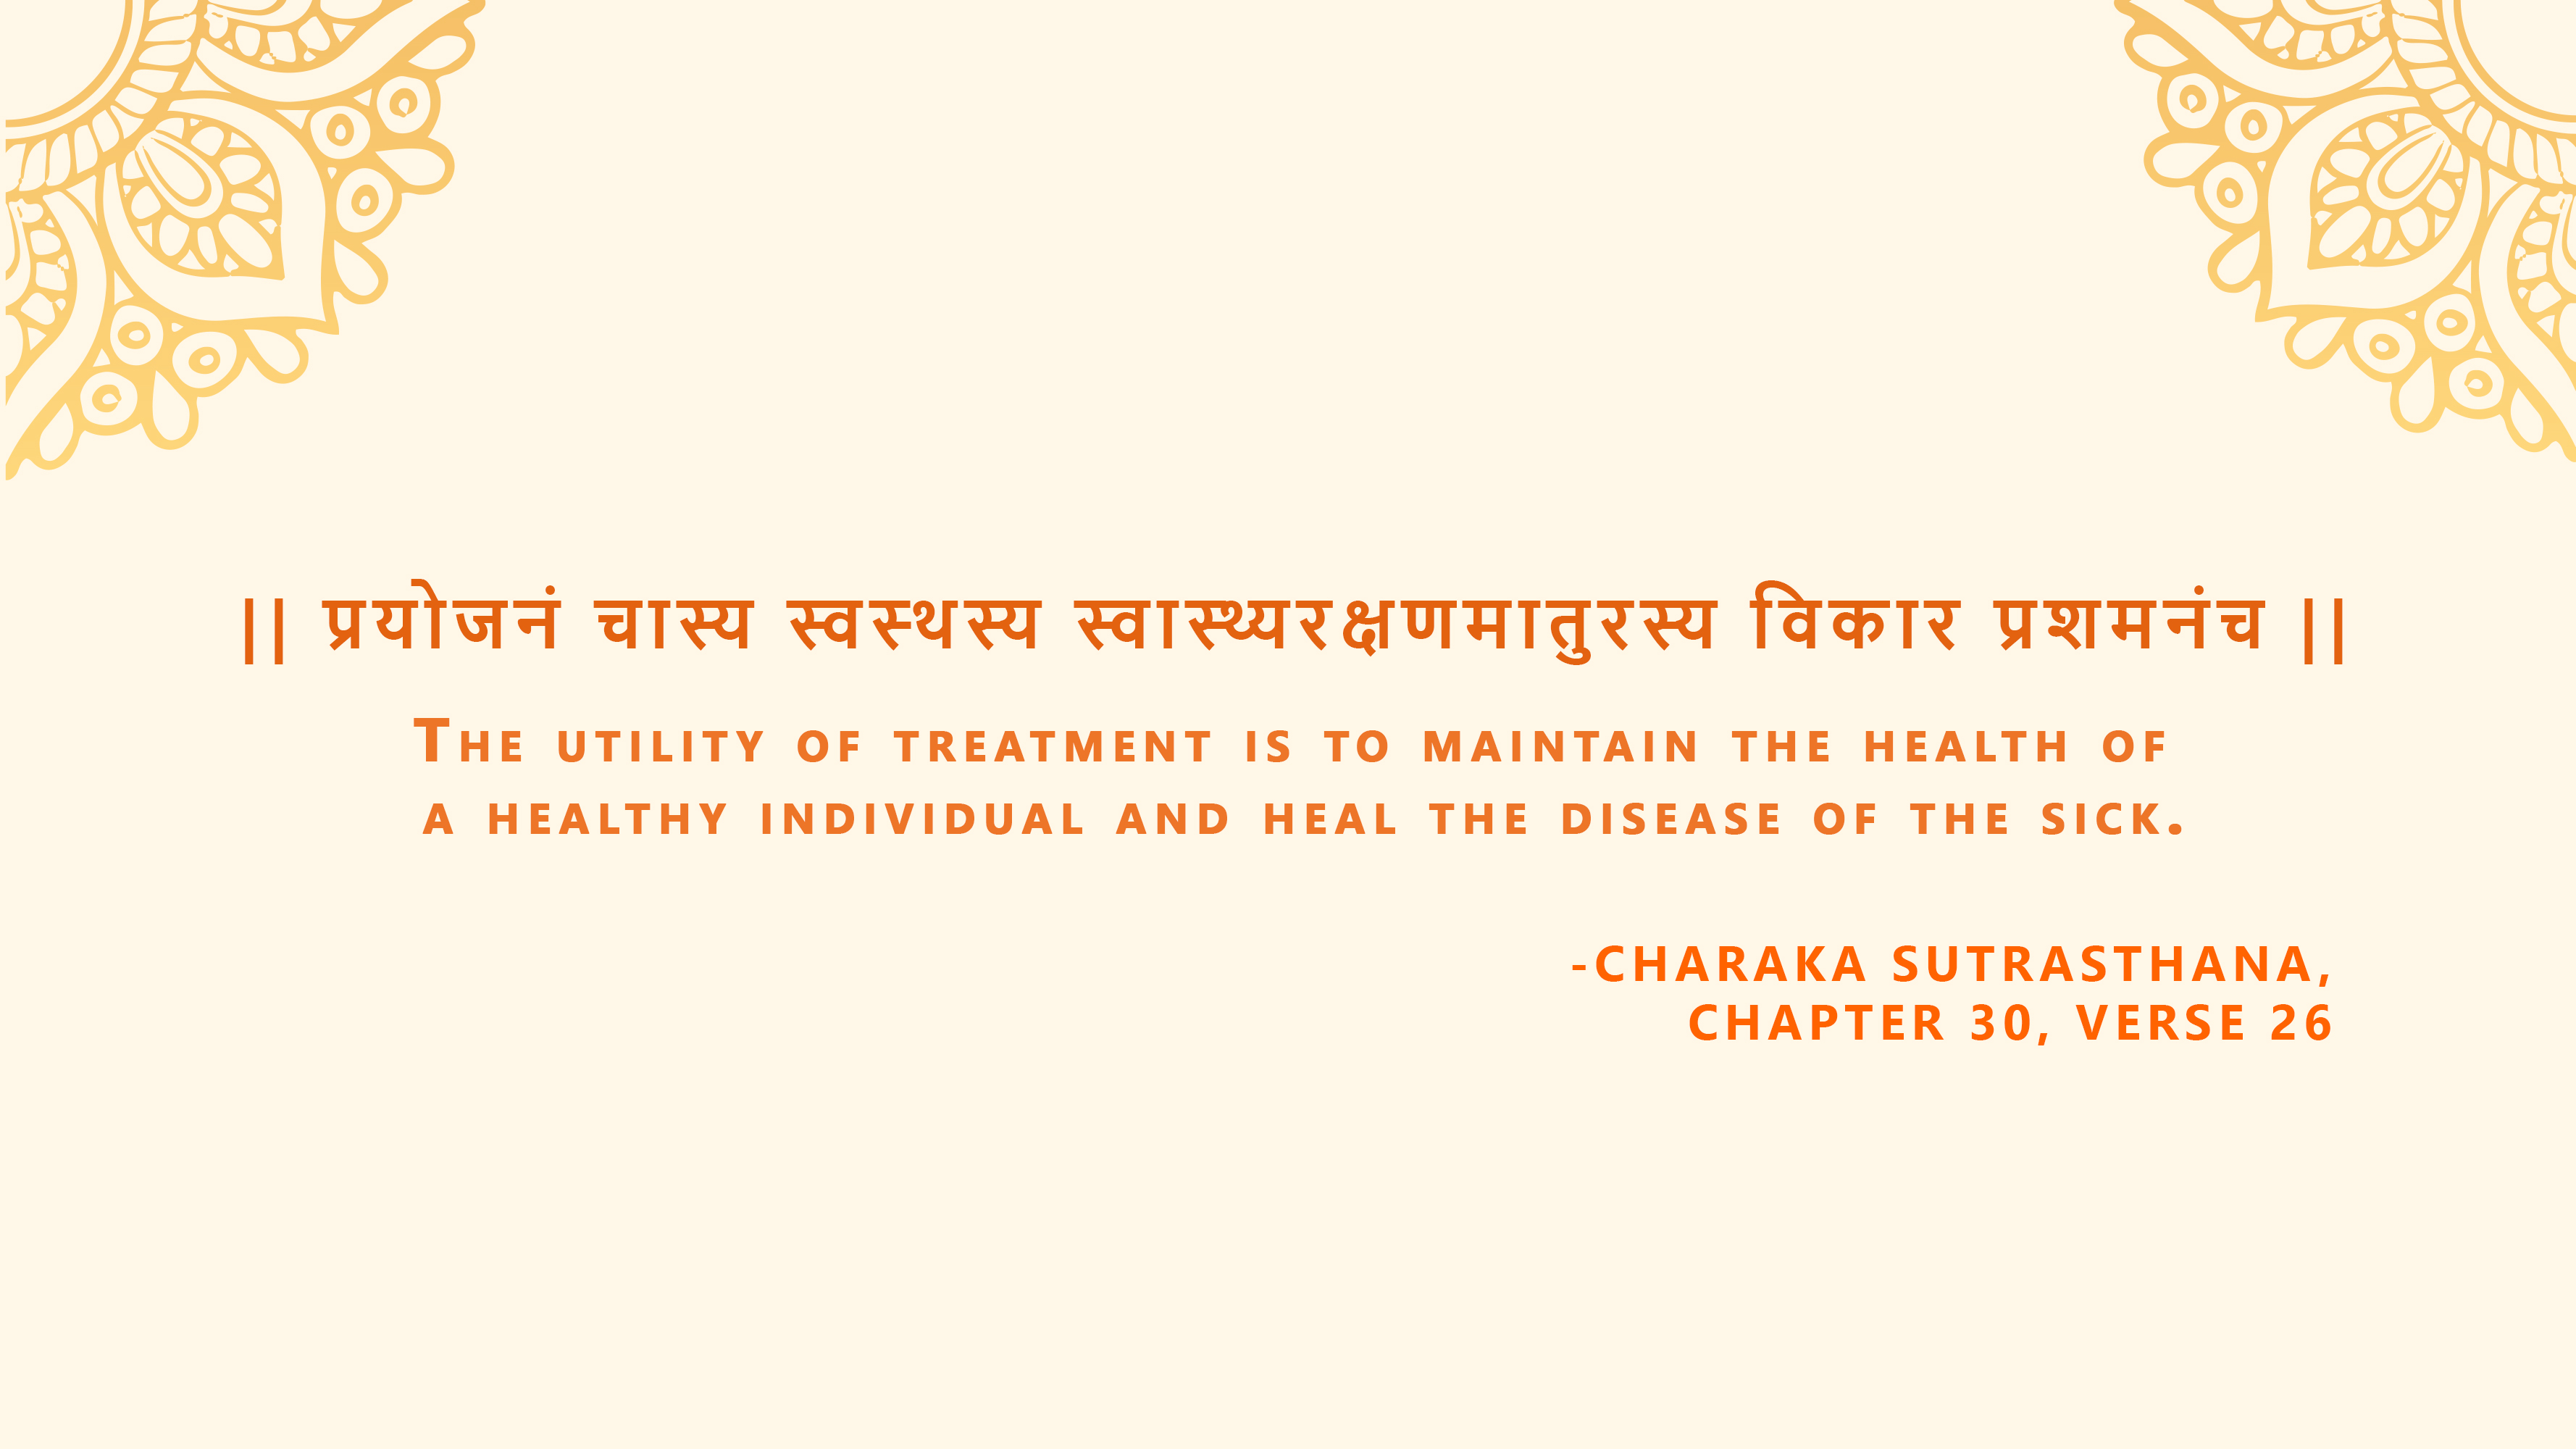 || प्रयोजनं चास्य स्वस्थस्य स्वास्थ्यरक्षणमातुरस्य विकार प्रशमनंच ||
The utility of treatment is to maintain the health of
a healthy individual and heal the disease of the sick.
-CHARAKA SUTRASTHANA,
CHAPTER 30, VERSE 26